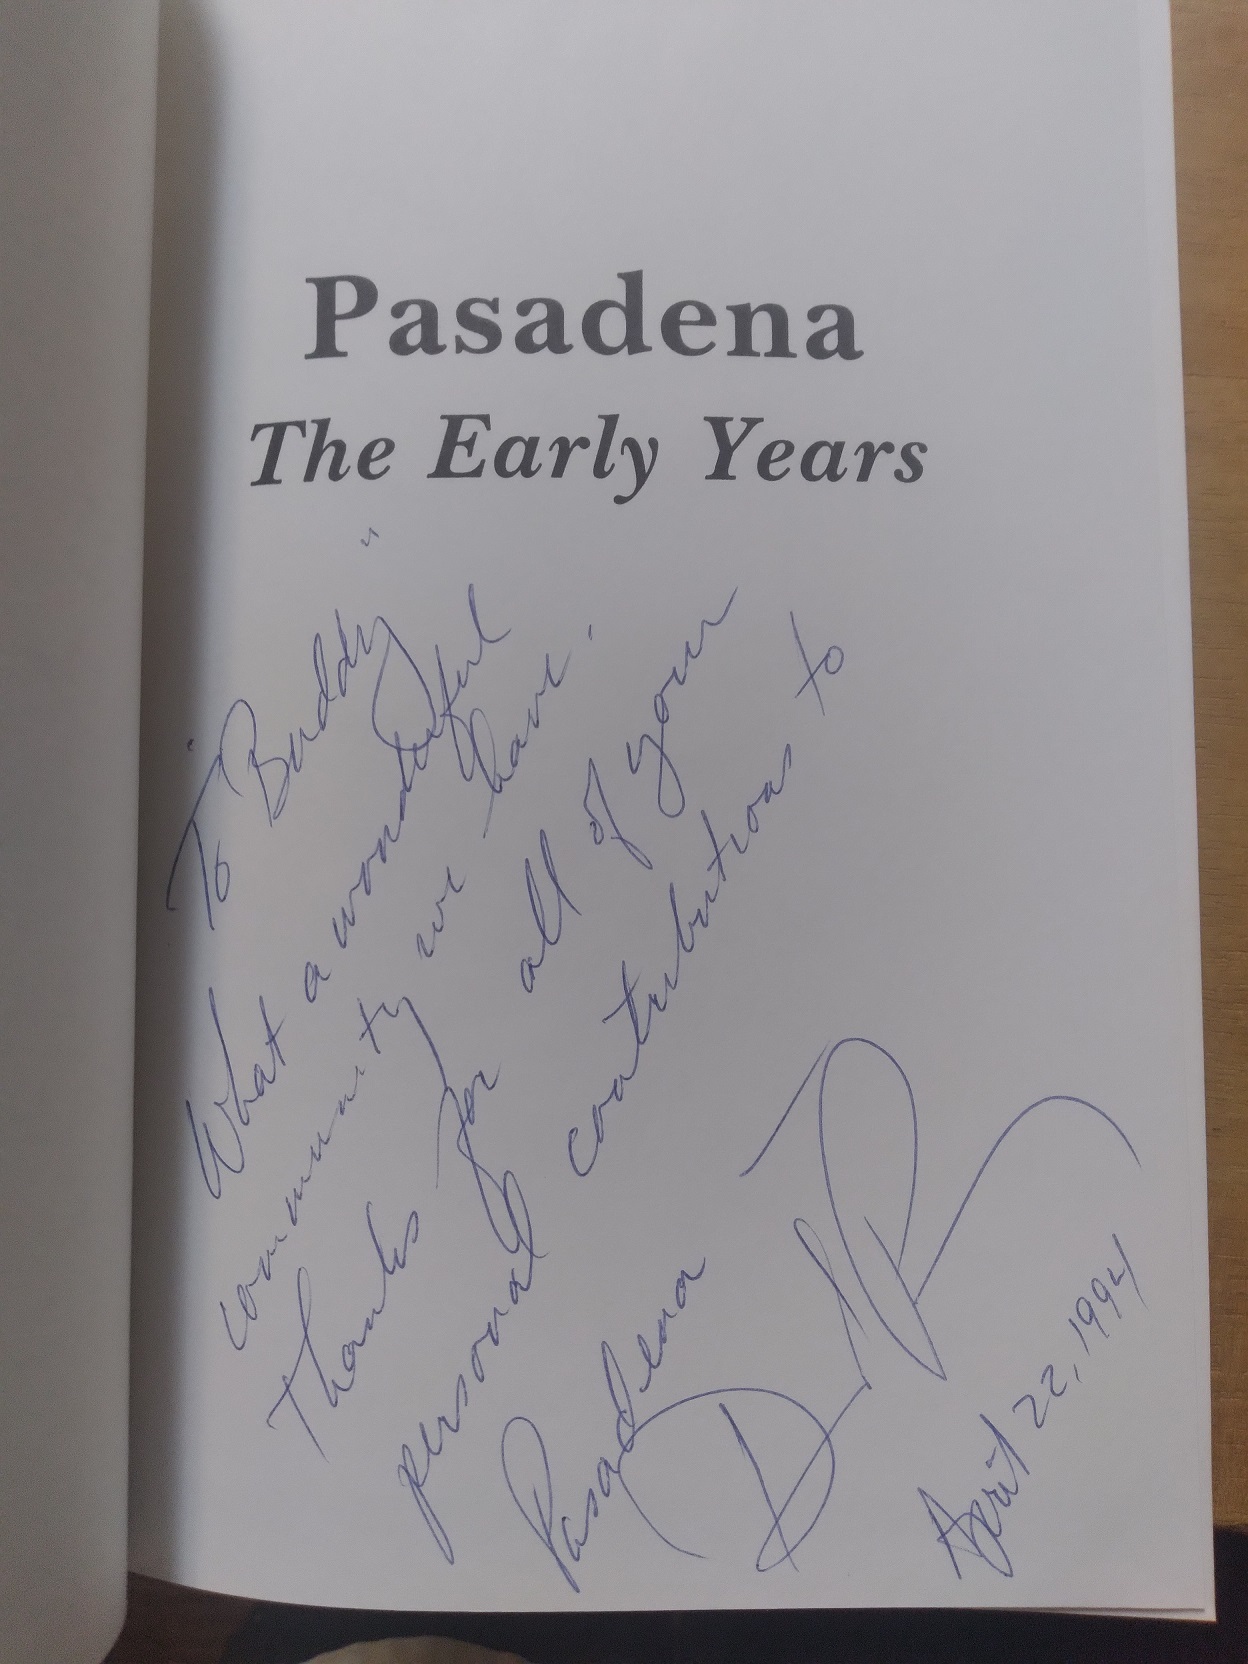 Pasadena
The Early Years
To "Buddy"
What a wonderful
community we have.
Thanks for all of your
personal contributions to
Pasadena
April 22, 1994